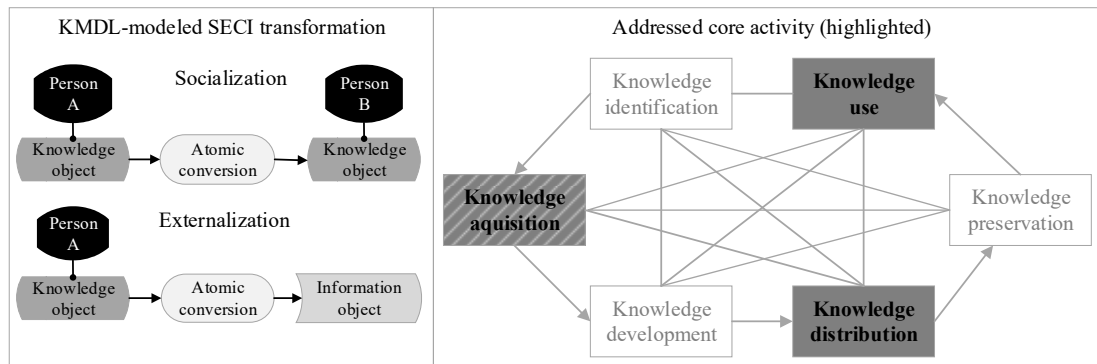 KMDL-modeled SECI transformation
Socialization
Person
A
Person
B
Knowledge
object
Atomic
conversion
Knowledge
object
Externalization
Person
A
Knowledge
object
Atomic
conversion
Information
object
Addressed core activity (highlighted)
Knowledge
identification
Knowledge
use
Knowledge
aquisition
Knowledge
preservation
Knowledge
development
Knowledge
distribution